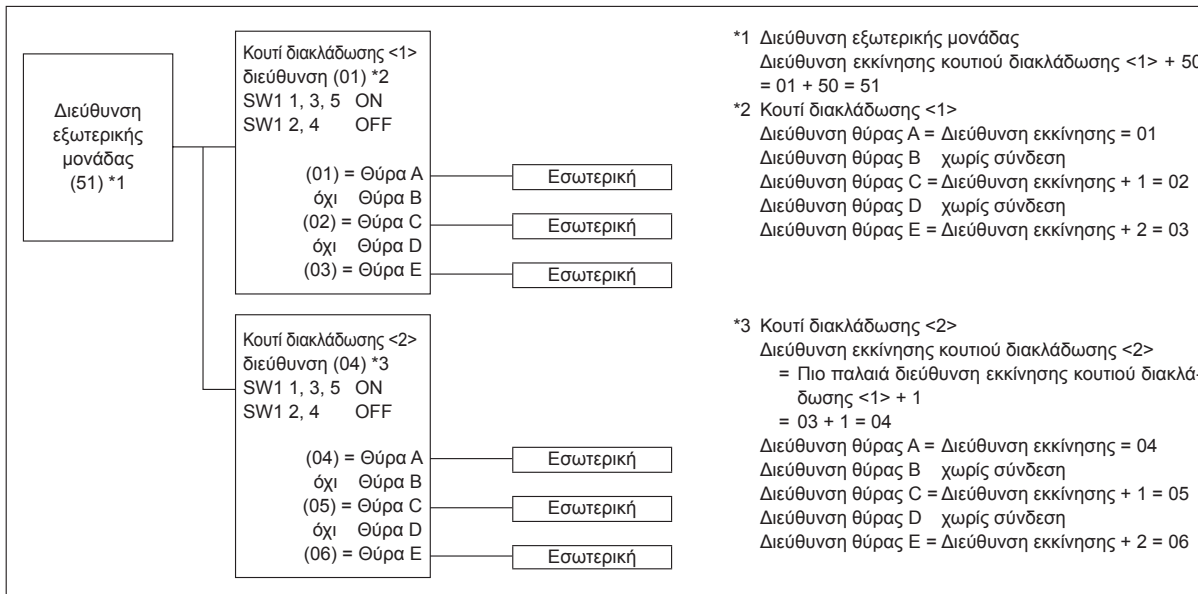 Διεύθυνση
εξωτερικής
μονάδας
(51) *1
Κουτί διακλάδωσης <1>
διεύθυνση (01) *2
SW1 1, 3, 5 ON
SW1 2, 4 OFF
(01) = Θύρα A
όχι Θύρα B
(02) = Θύρα C
όχι Θύρα D
(03) = Θύρα E
Εσωτερική
Εσωτερική
Εσωτερική
Κουτί διακλάδωσης <2>
διεύθυνση (04) *3
SW1 1, 3, 5 ON
SW1 2, 4 OFF
(04) = Θύρα A
όχι Θύρα B
(05) = Θύρα C
όχι Θύρα D
(06) = Θύρα E
Εσωτερική
Εσωτερική
Εσωτερική
*1 Διεύθυνση εξωτερικής μονάδας
Διεύθυνση εκκίνησης κουτιού διακλάδωσης <1> + 50
= 01 + 50 = 51
*2 Κουτί διακλάδωσης <1>
Διεύθυνση θύρας A = Διεύθυνση εκκίνησης = 01
Διεύθυνση θύρας B χωρίς σύνδεση
Διεύθυνση θύρας C = Διεύθυνση εκκίνησης + 1 = 02
Διεύθυνση θύρας D χωρίς σύνδεση
Διεύθυνση θύρας E = Διεύθυνση εκκίνησης + 2 = 03
*3 Κουτί διακλάδωσης <2>
Διεύθυνση εκκίνησης κουτιού διακλάδωσης <2>
= Πιο παλαιά διεύθυνση εκκίνησης κουτιού διακλά-
δωσης <1> + 1
= 03 + 1 = 04
Διεύθυνση θύρας A = Διεύθυνση εκκίνησης = 04
Διεύθυνση θύρας B χωρίς σύνδεση
Διεύθυνση θύρας C = Διεύθυνση εκκίνησης + 1 = 05
Διεύθυνση θύρας D χωρίς σύνδεση
Διεύθυνση θύρας E = Διεύθυνση εκκίνησης + 2 = 06